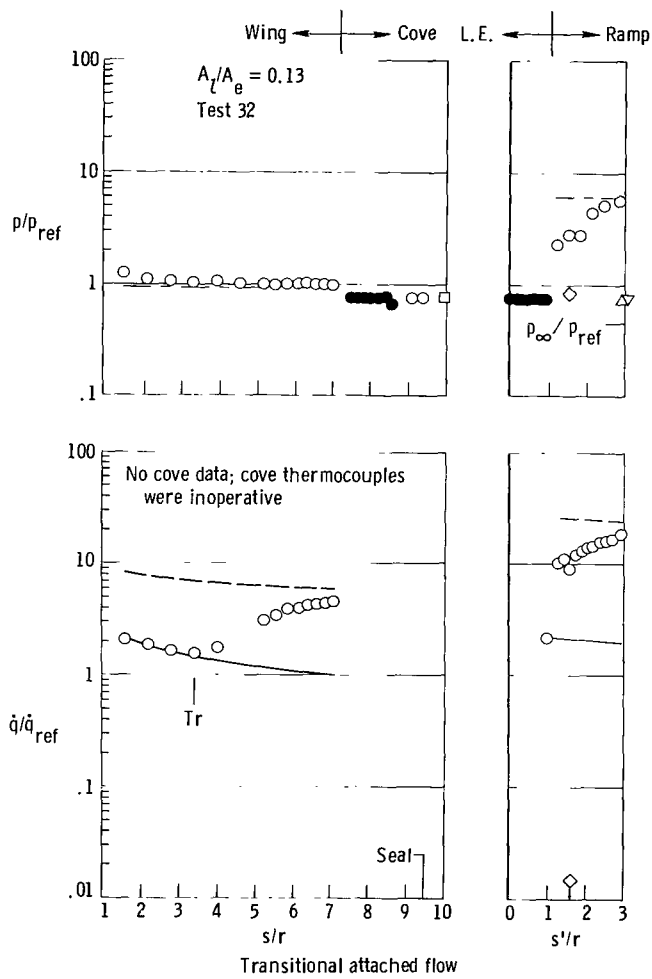 Wing Cove L.E. Ramp
A_l/A_e = 0.13
Test 32
100
10
p/p_ref
1
.1
p_∞/p_ref
100
No cove data; cove thermocouples
were inoperative
10
1
Tr
q̇/q̇_ref
.1
Seal
.01
1 2 3 4 5 6 7 8 9 10 0 1 2 3
s/r s'/r
Transitional attached flow